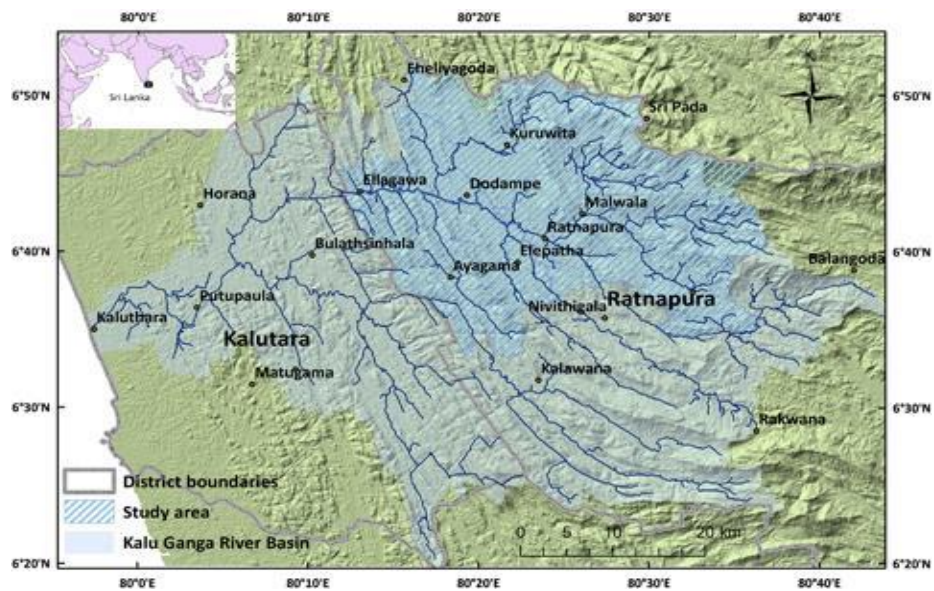 80°0'E 80°10'E 80°20'E 80°30'E 80°40'E
Sri Lanka
N
Eheliyagoda
6°50'N 6°50'N
Sri Pada
Kuruwita
Ellagawa
Dodampe
Horana
Malwala
Ratnapura
Bulathsinhala
6°40'N 6°40'N
Elepatha
Balangoda
Ayagama
Putupaula
Nivithigala
Ratnapura
Kaluthara
Kalutara
Matugama
Kalawana
6°30'N 6°30'N
Rakwana
District boundaries
Study area
Kalu Ganga River Basin
0 5 10 20 km
6°20'N 6°20'N
80°0'E 80°10'E 80°20'E 80°30'E 80°40'E